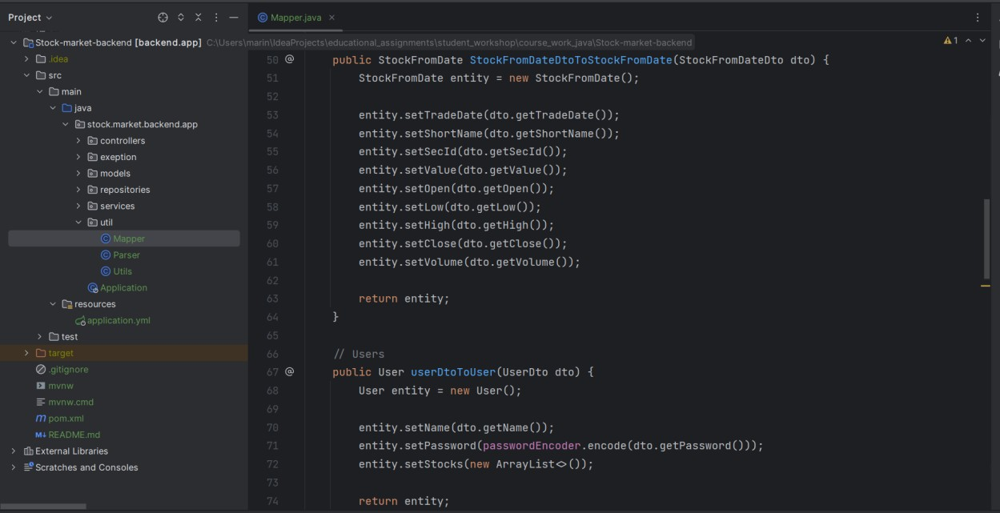 Project
Mapper.java
Stock-market-backend [backend.app] C:\Users\marin\IdeaProjects\educational_assignments\student_workshop\course_work_java\Stock-market-backend
.idea
src
main
java
stock.market.backend.app
controllers
exeption
models
repositories
services
util
Mapper
Parser
Utils
Application
resources
application.yml
test
target
.gitignore
mvnw
mvnw.cmd
pom.xml
README.md
External Libraries
Scratches and Consoles
1
50 @ public StockFromDate StockFromDateDtoToStockFromDate(StockFromDateDto dto) {
51 StockFromDate entity = new StockFromDate();
52
53 entity.setTradeDate(dto.getTradeDate());
54 entity.setShortName(dto.getShortName());
55 entity.setSecId(dto.getSecId());
56 entity.setValue(dto.getValue());
57 entity.setOpen(dto.getOpen());
58 entity.setLow(dto.getLow());
59 entity.setHigh(dto.getHigh());
60 entity.setClose(dto.getClose());
61 entity.setVolume(dto.getVolume());
62
63 return entity;
64 }
65
66 // Users
67 @ public User userDtoToUser(UserDto dto) {
68 User entity = new User();
69
70 entity.setName(dto.getName());
71 entity.setPassword(passwordEncoder.encode(dto.getPassword()));
72 entity.setStocks(new ArrayList<>());
73
74 return entity;